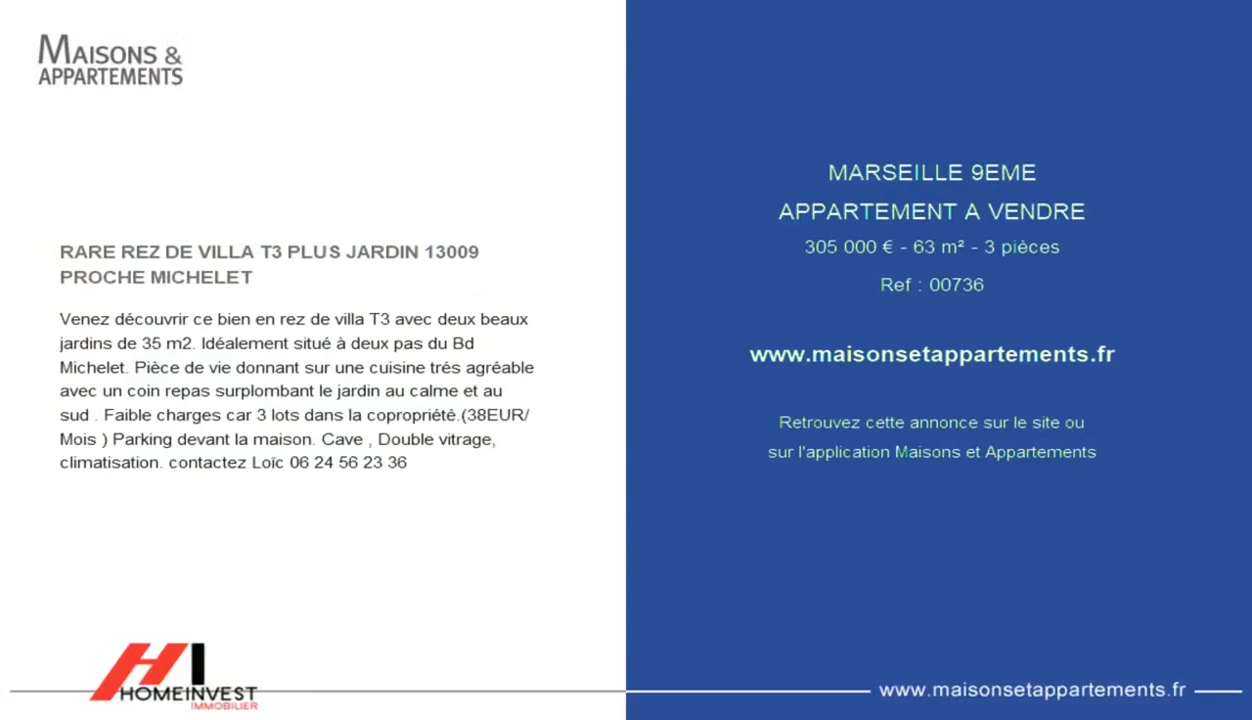 MAISONS &
APPARTEMENTS
RARE REZ DE VILLA T3 PLUS JARDIN 13009
PROCHE MICHELET
Venez découvrir ce bien en rez de villa T3 avec deux beaux
jardins de 35 m2. Idéalement situé à deux pas du Bd
Michelet. Pièce de vie donnant sur une cuisine trés agréable
avec un coin repas surplombant le jardin au calme et au
sud . Faible charges car 3 lots dans la copropriété.(38EUR/
Mois ) Parking devant la maison. Cave , Double vitrage,
climatisation. contactez Loïc 06 24 56 23 36
HI
HOMEINVEST
IMMOBILIER
MARSEILLE 9EME
APPARTEMENT A VENDRE
305 000 € - 63 m² - 3 pièces
Ref : 00736
www.maisonsetappartements.fr
Retrouvez cette annonce sur le site ou
sur l'application Maisons et Appartements
www.maisonsetappartements.fr